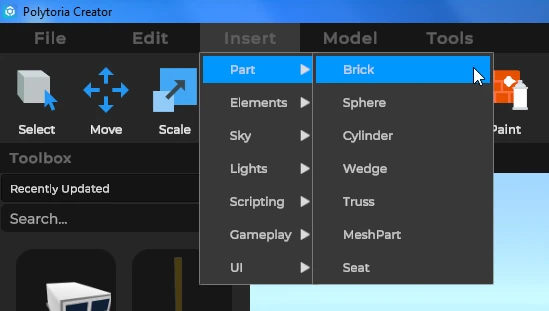 Polytoria Creator
File Edit Insert Model Tools
Part Brick
Elements Sphere
Sky Cylinder
Lights Wedge
Scripting Truss
Gameplay MeshPart
UI Seat
Select Move Scale Paint
Toolbox
Recently Updated
Search...